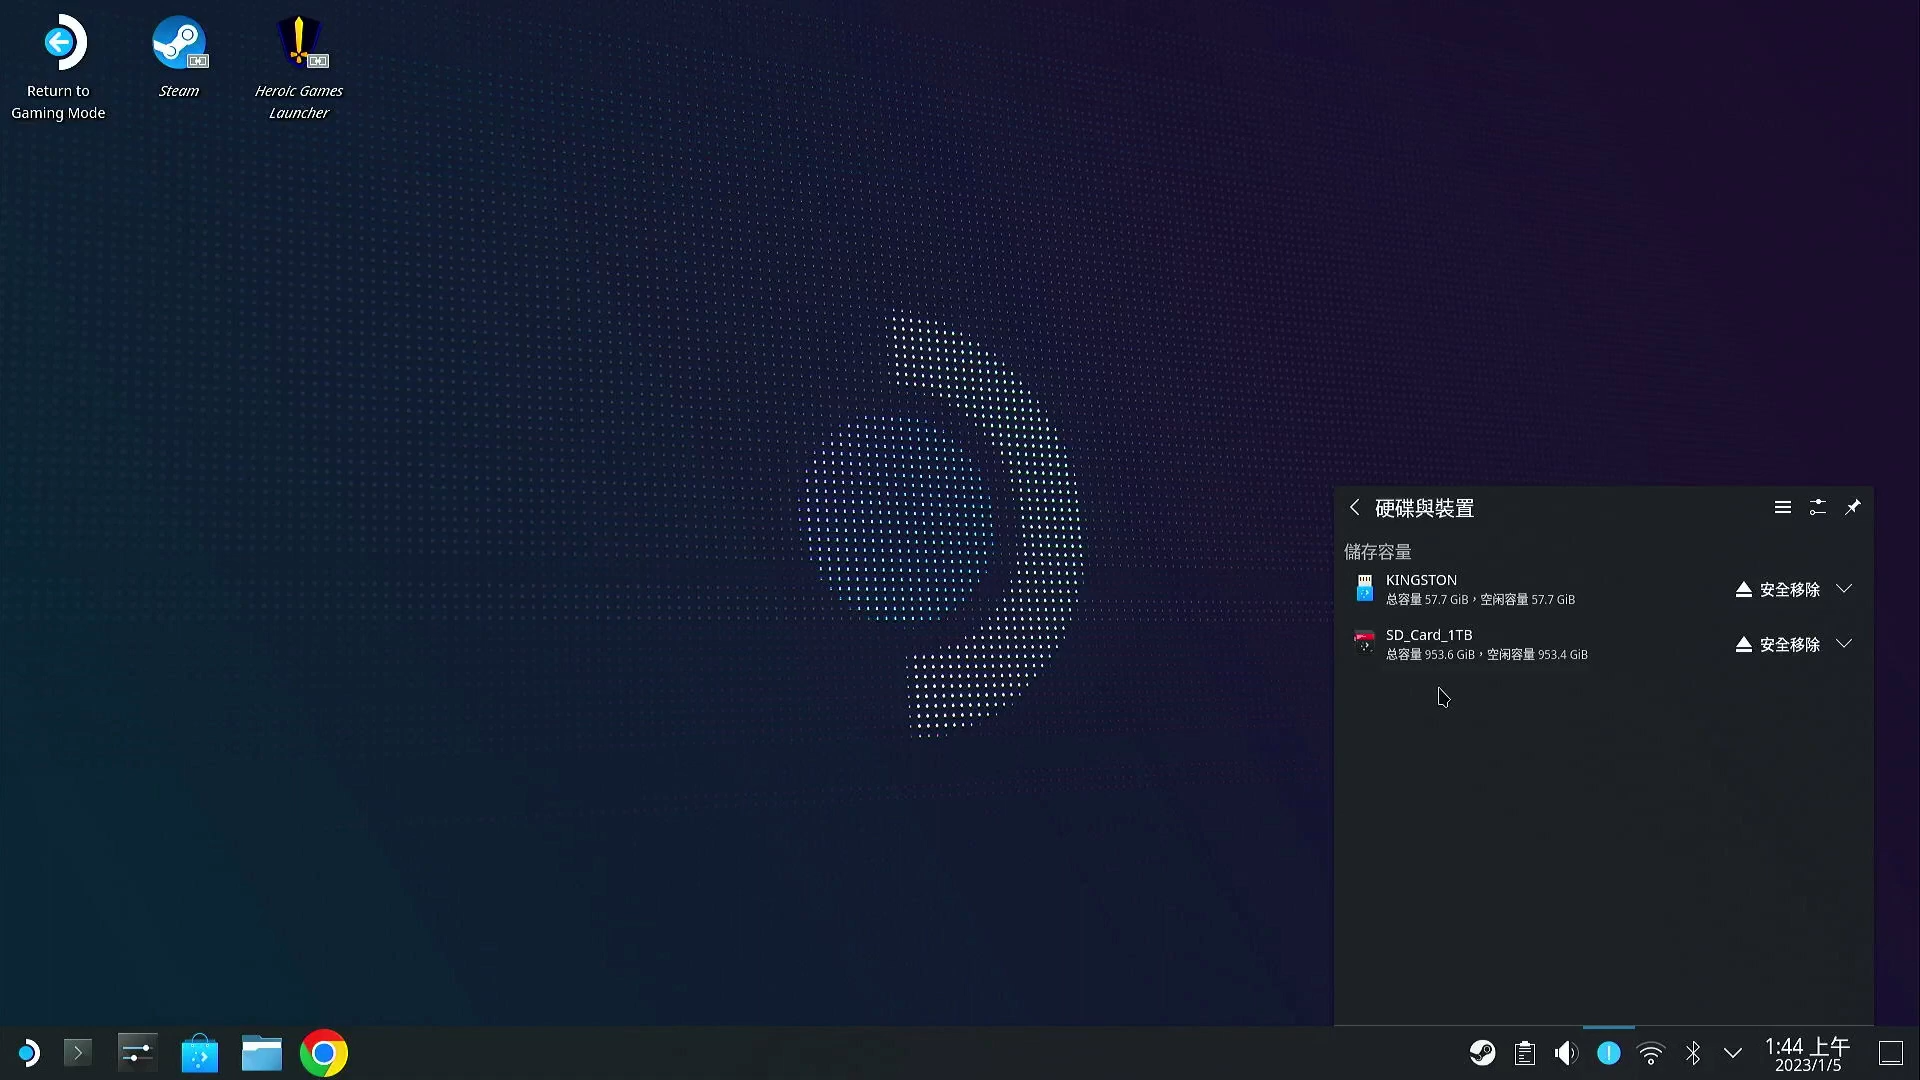 Return to
Gaming Mode
Steam
Heroic Games
Launcher
硬碟與裝置
儲存容量
KINGSTON
总容量 57.7 GiB，空闲容量 57.7 GiB
安全移除
SD_Card_1TB
总容量 953.6 GiB，空闲容量 953.4 GiB
安全移除
1:44 上午
2023/1/5